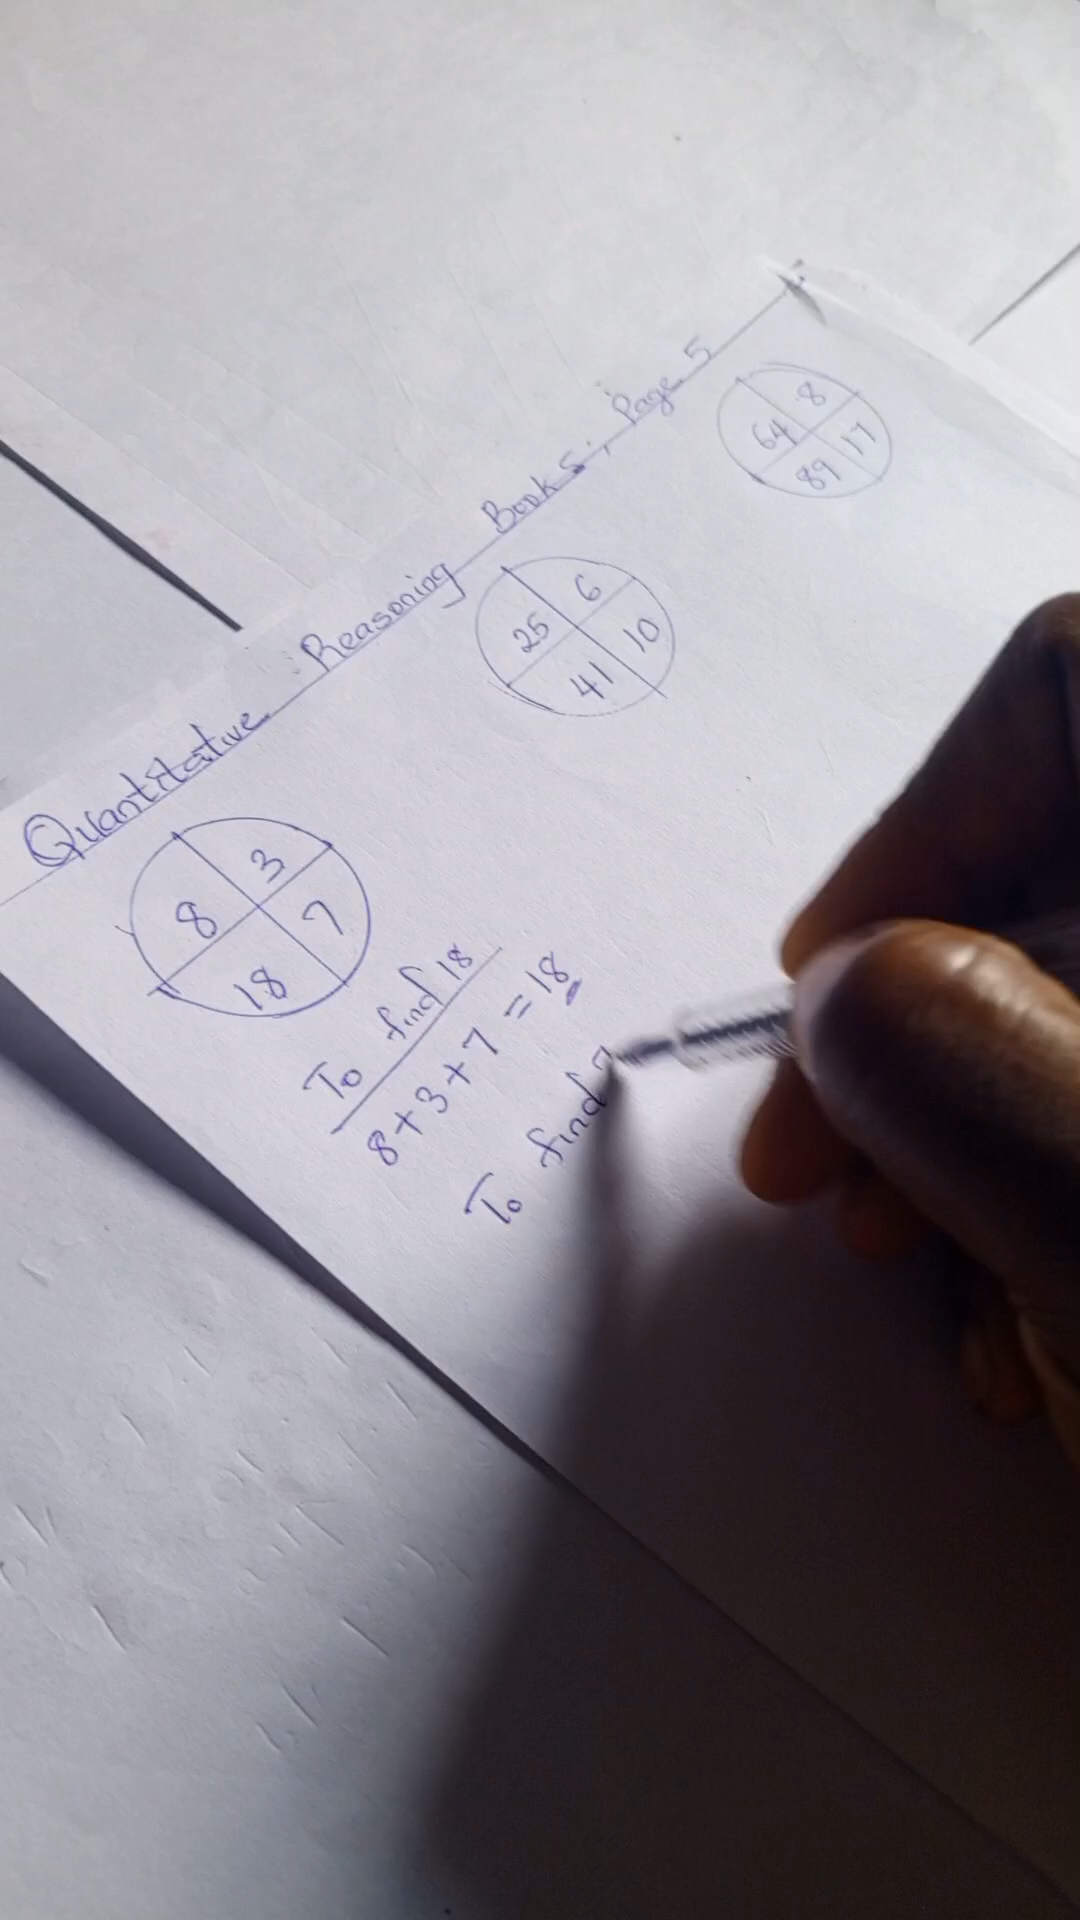 Quantitative Reasoning Book 5, Page 5
3
8 7
18
6
25 10
41
8
64 17
89
To find 18
8+3+7 = 18
To find 7